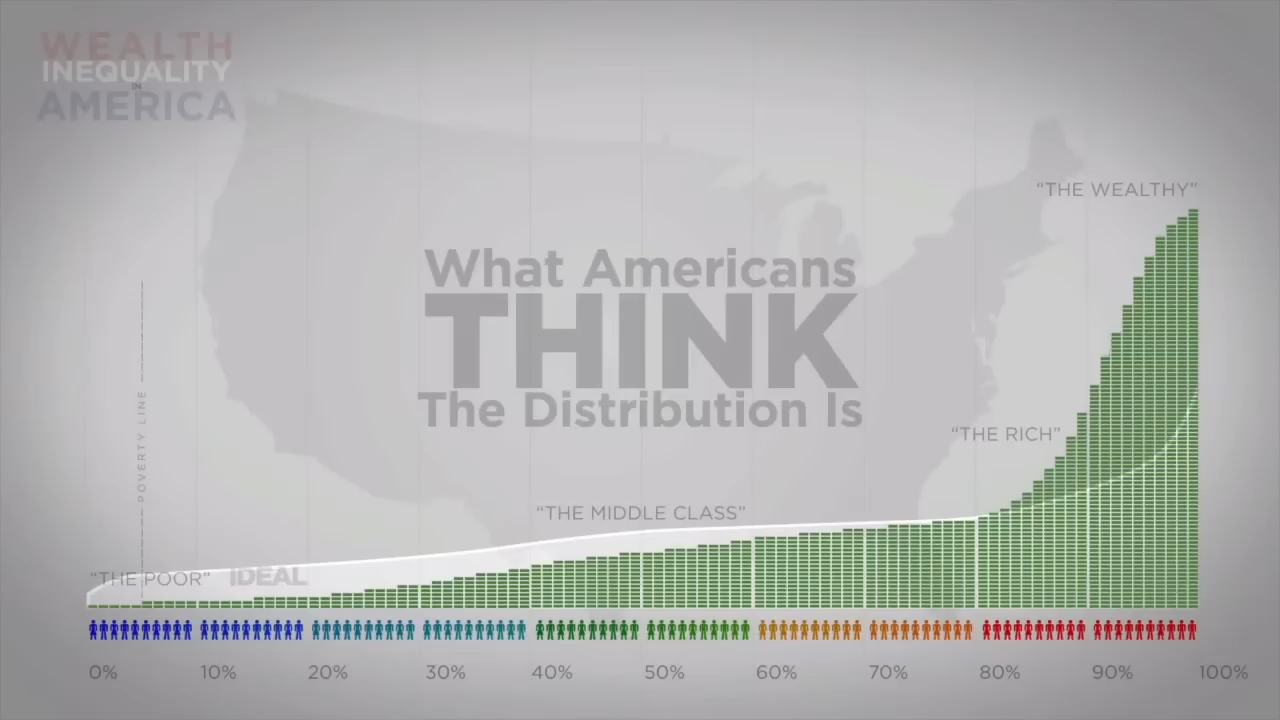 WEALTH
INEQUALITY
IN
AMERICA
“THE WEALTHY”
What Americans
THINK
The Distribution Is
POVERTY LINE
“THE RICH”
“THE MIDDLE CLASS”
“THE POOR”
IDEAL
0% 10% 20% 30% 40% 50% 60% 70% 80% 90% 100%